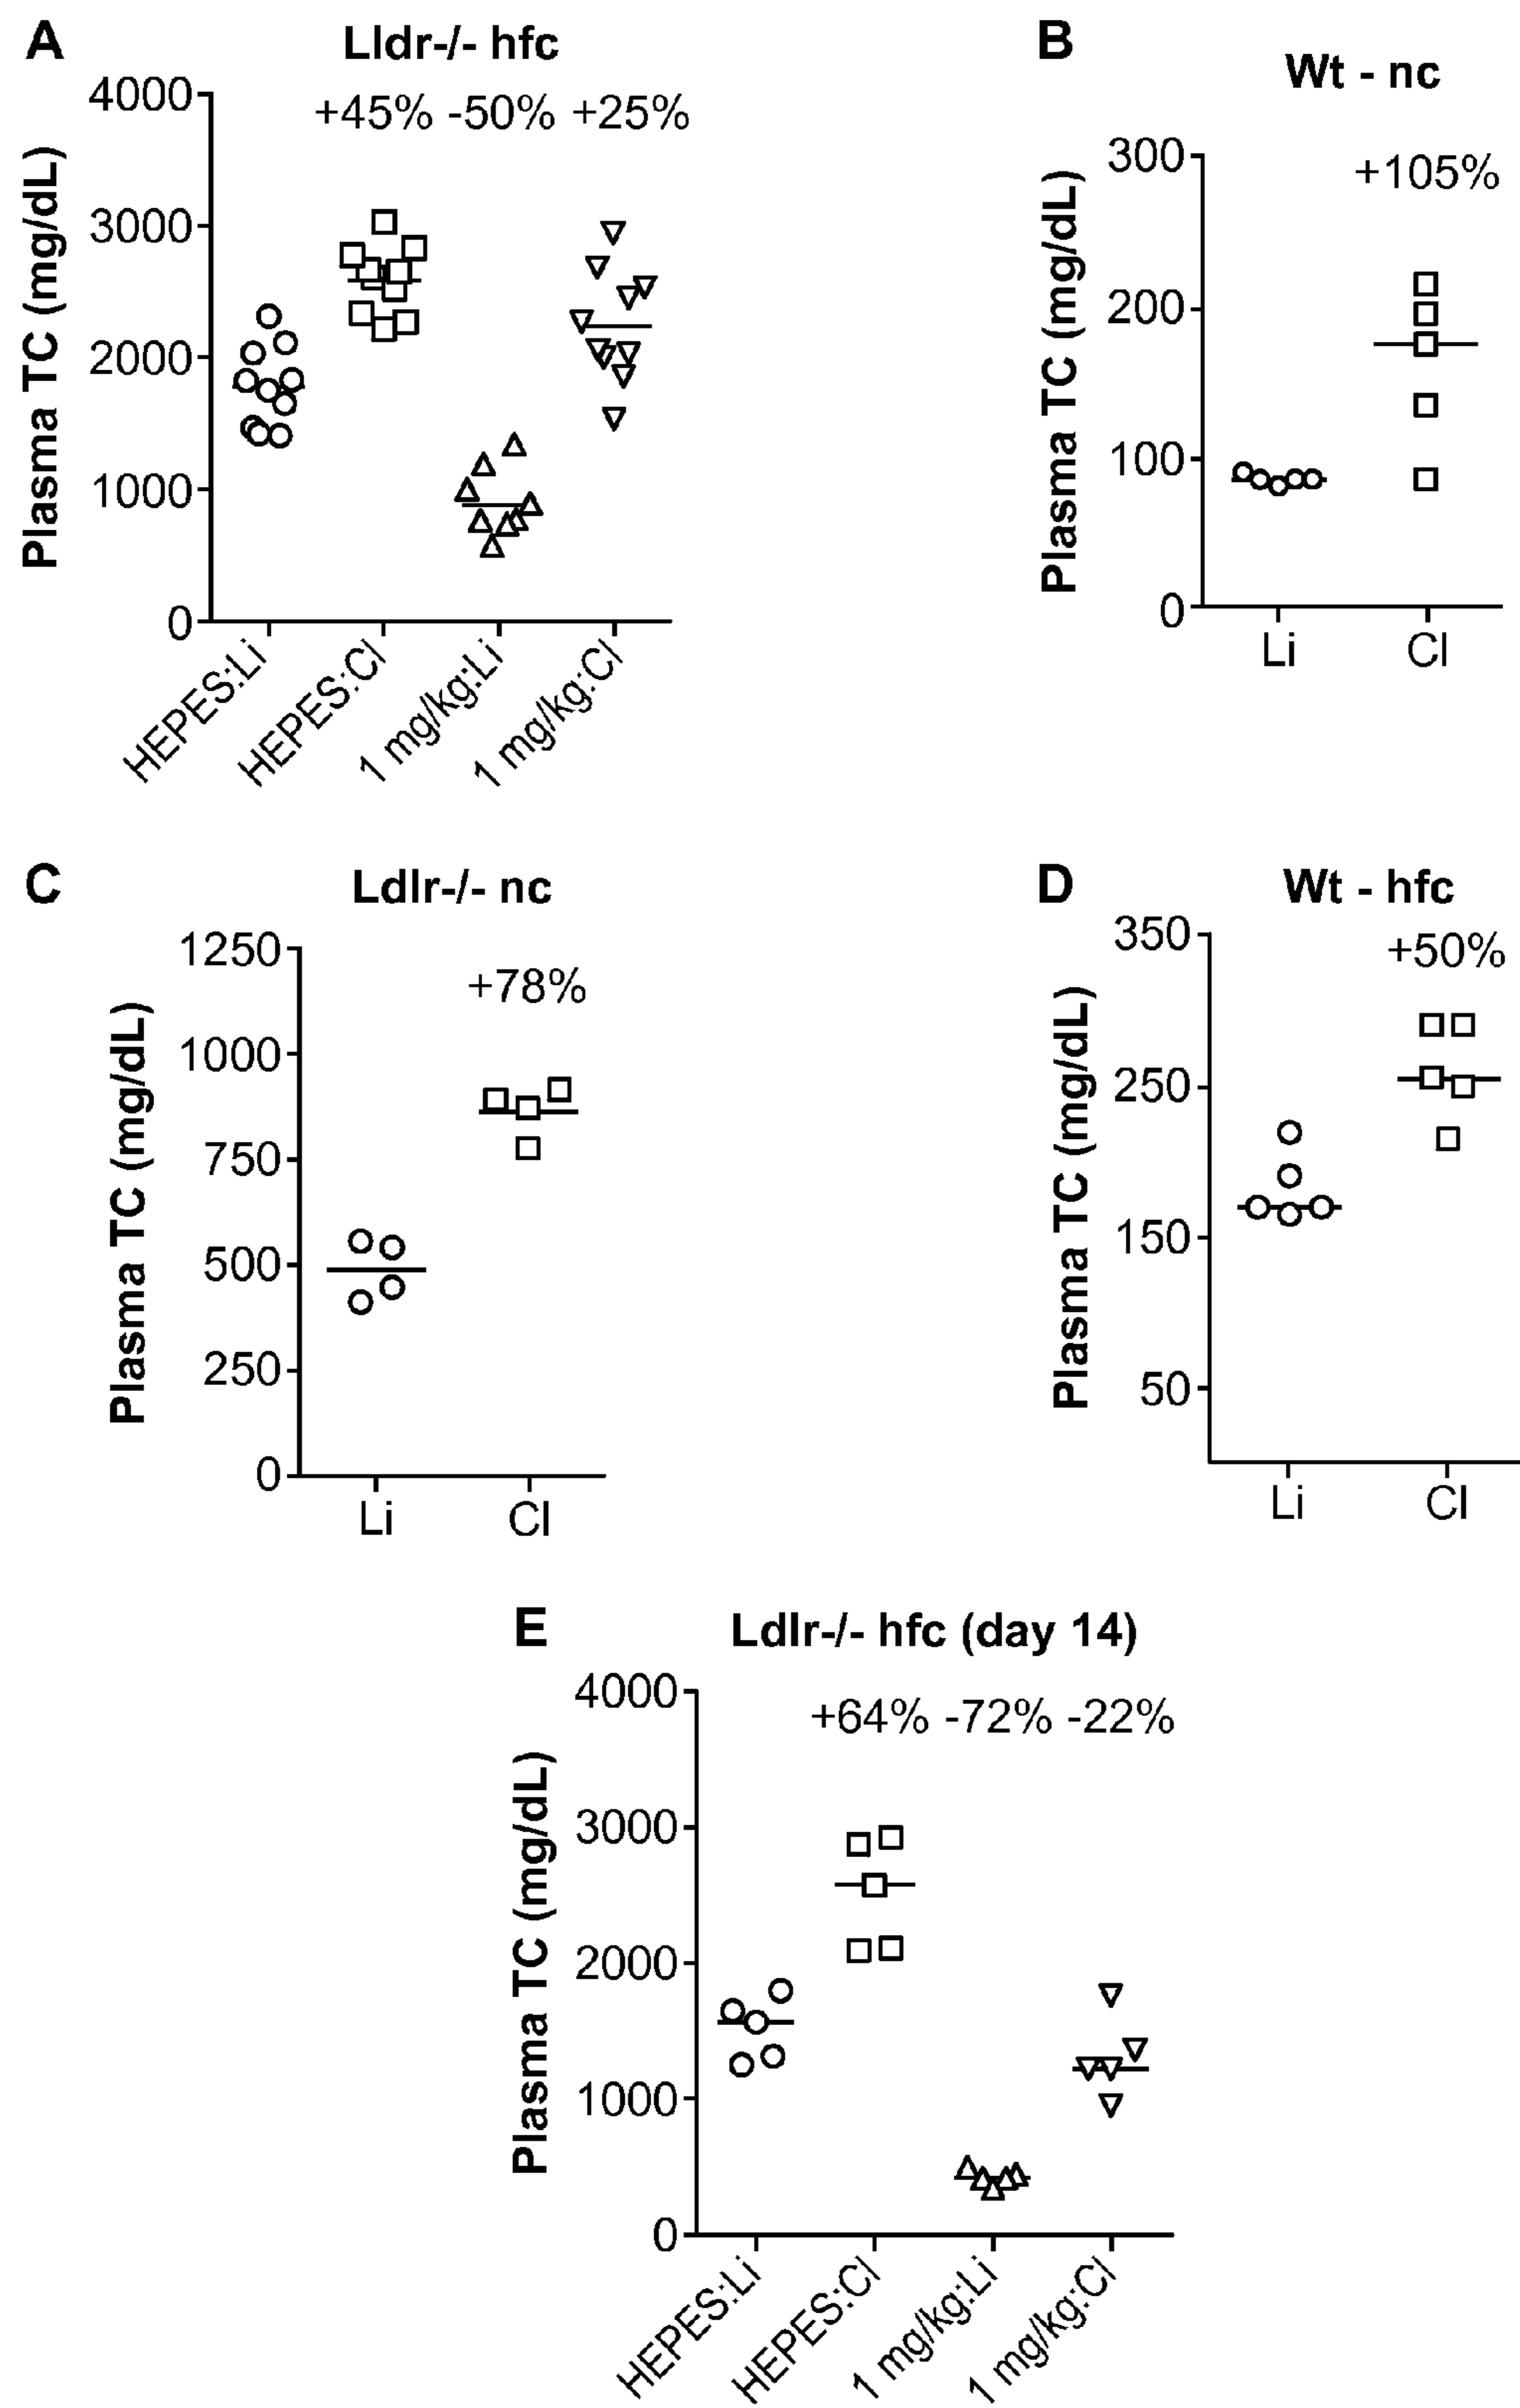 A
Lldr-/- hfc
+45% -50% +25%
Plasma TC (mg/dL)
4000
3000
2000
1000
0
HEPES:Li
HEPES:Cl
1 mg/kg:Li
1 mg/kg:Cl
B
Wt - nc
+105%
Plasma TC (mg/dL)
300
200
100
0
Li
Cl
C
Ldlr-/- nc
+78%
Plasma TC (mg/dL)
1250
1000
750
500
250
0
Li
Cl
D
Wt - hfc
+50%
Plasma TC (mg/dL)
350
250
150
50
Li
Cl
E
Ldlr-/- hfc (day 14)
+64% -72% -22%
Plasma TC (mg/dL)
4000
3000
2000
1000
0
HEPES:Li
HEPES:Cl
1 mg/kg:Li
1 mg/kg:Cl